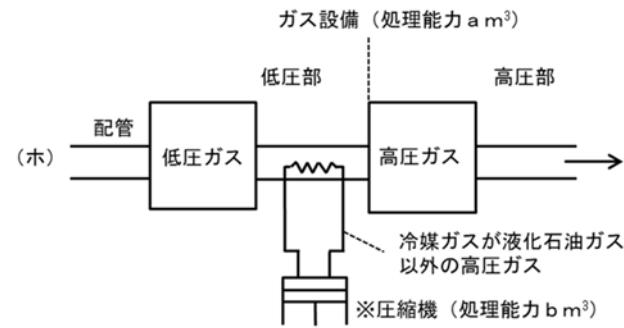 ガス設備（処理能力ａｍ³）
低圧部
高圧部
配管
（ホ）
低圧ガス
高圧ガス
冷媒ガスが液化石油ガス
以外の高圧ガス
※圧縮機（処理能力ｂｍ³）